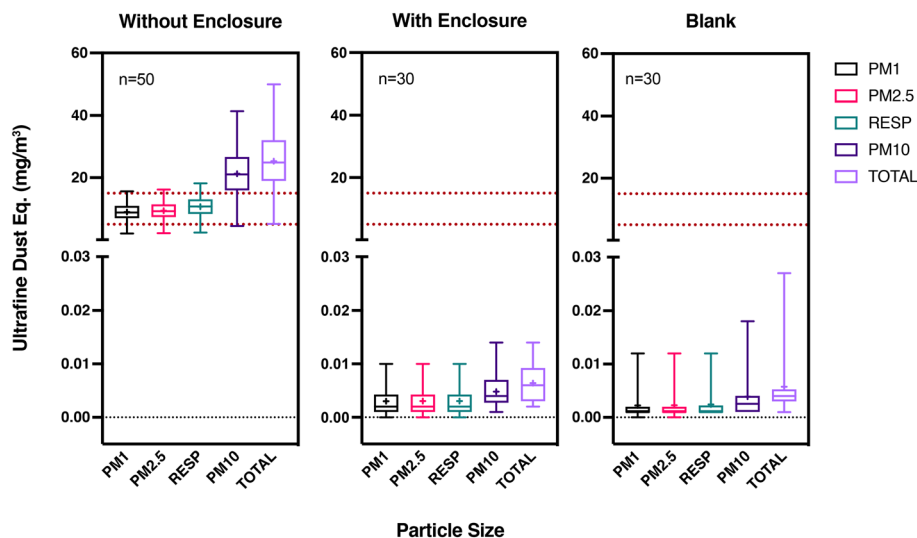 Without Enclosure
With Enclosure
Blank
Ultrafine Dust Eq. (mg/m³)
60
40
20
0.03
0.02
0.01
0.00
n=50
PM1
PM2.5
RESP
PM10
TOTAL
60
40
20
0.03
0.02
0.01
0.00
n=30
PM1
PM2.5
RESP
PM10
TOTAL
60
40
20
0.03
0.02
0.01
0.00
n=30
PM1
PM2.5
RESP
PM10
TOTAL
PM1
PM2.5
RESP
PM10
TOTAL
Particle Size